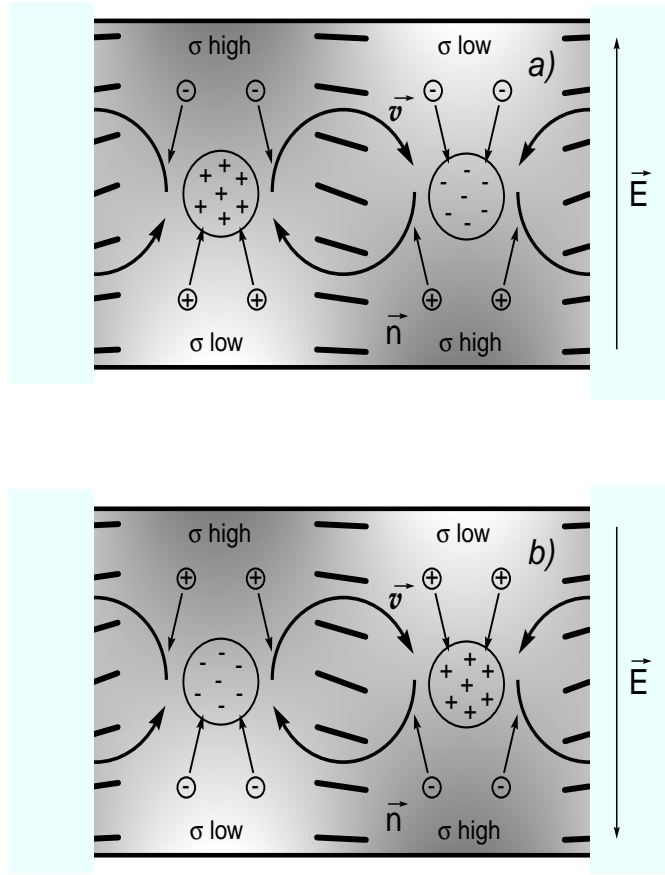 σ high
σ low
a)
- -
v⃗
- -
+ + + + + + +
- - - - - - -
E⃗
+ +
+ +
n⃗
σ low
σ high
σ high
σ low
b)
+ +
v⃗
+ +
- - - - - - -
+ + + + + + +
E⃗
- -
- -
n⃗
σ low
σ high